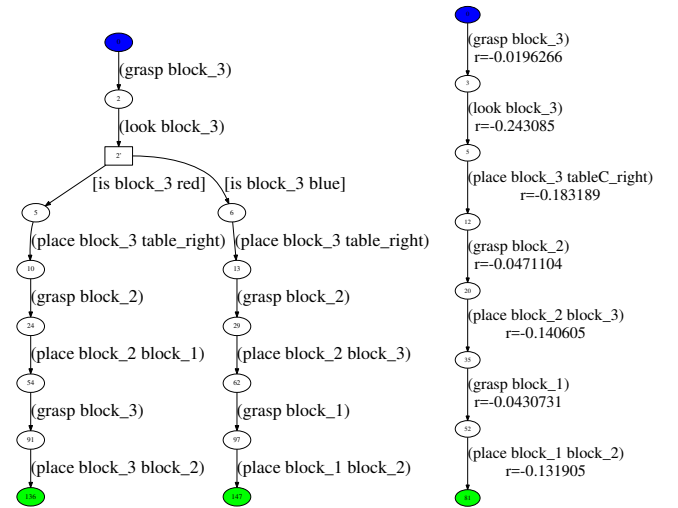 (grasp block_3)
2
(look block_3)
2'
[is block_3 red] [is block_3 blue]
5 6
(place block_3 table_right) (place block_3 table_right)
10 13
(grasp block_2) (grasp block_2)
24 29
(place block_2 block_1) (place block_2 block_3)
54 62
(grasp block_3) (grasp block_1)
91 97
(place block_3 block_2) (place block_1 block_2)
136 147
(grasp block_3)
r=-0.0196266
3
(look block_3)
r=-0.243085
5
(place block_3 tableC_right)
r=-0.183189
12
(grasp block_2)
r=-0.0471104
20
(place block_2 block_3)
r=-0.140605
35
(grasp block_1)
r=-0.0430731
52
(place block_1 block_2)
r=-0.131905
81